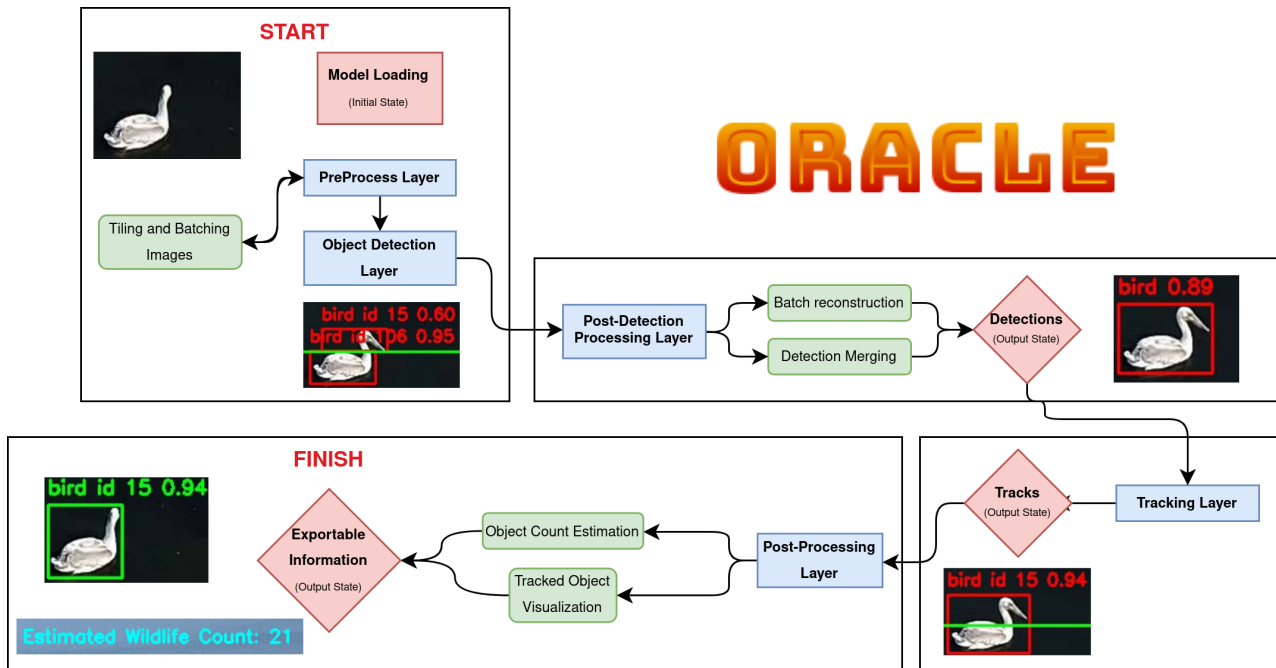 START
Model Loading
(Initial State)
PreProcess Layer
Tiling and Batching
Images
Object Detection
Layer
bird id 15 0.60
bird id 106 0.95
ORACLE
Post-Detection
Processing Layer
Batch reconstruction
Detection Merging
Detections
(Output State)
bird 0.89
Tracking Layer
Tracks
(Output State)
bird id 15 0.94
Post-Processing
Layer
Object Count Estimation
Tracked Object
Visualization
FINISH
Exportable
Information
(Output State)
bird id 15 0.94
Estimated Wildlife Count: 21